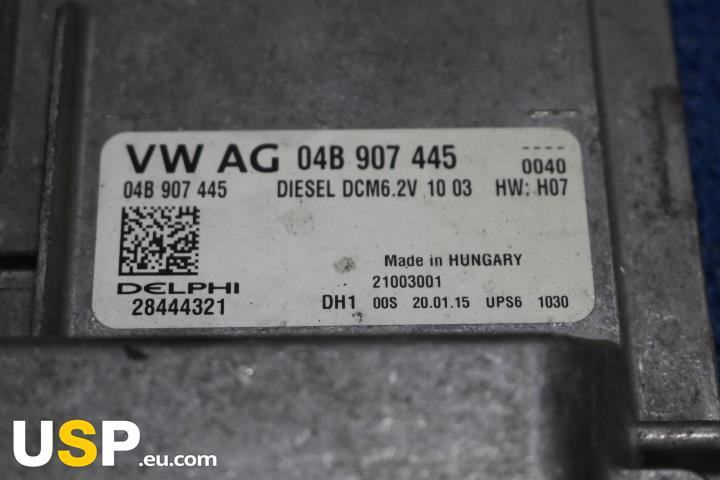 VW AG 04B 907 445 ----
0040
04B 907 445 DIESEL DCM6.2V 10 03 HW: H07
Made in HUNGARY
DELPHI 21003001
28444321 DH1 00S 20.01.15 UPS6 1030
USP.eu.com